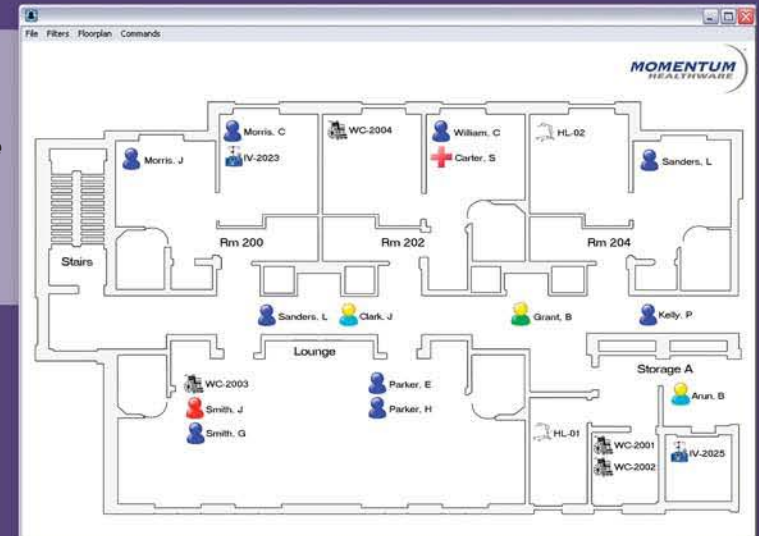 File Filters Floorplan Commands
MOMENTUM
HEALTHWARE
Morris. J
Morris. C
IV-2023
WC-2004
William, C
Carter, S
HL-02
Sanders, L
Rm 200
Rm 202
Rm 204
Stairs
Sanders. L
Clark, J
Grant, B
Kelly. P
Lounge
Storage A
WC-2003
Smith, J
Smith, G
Parker, E
Parker, H
Arun, B
HL-01
WC-2001
WC-2002
IV-2025